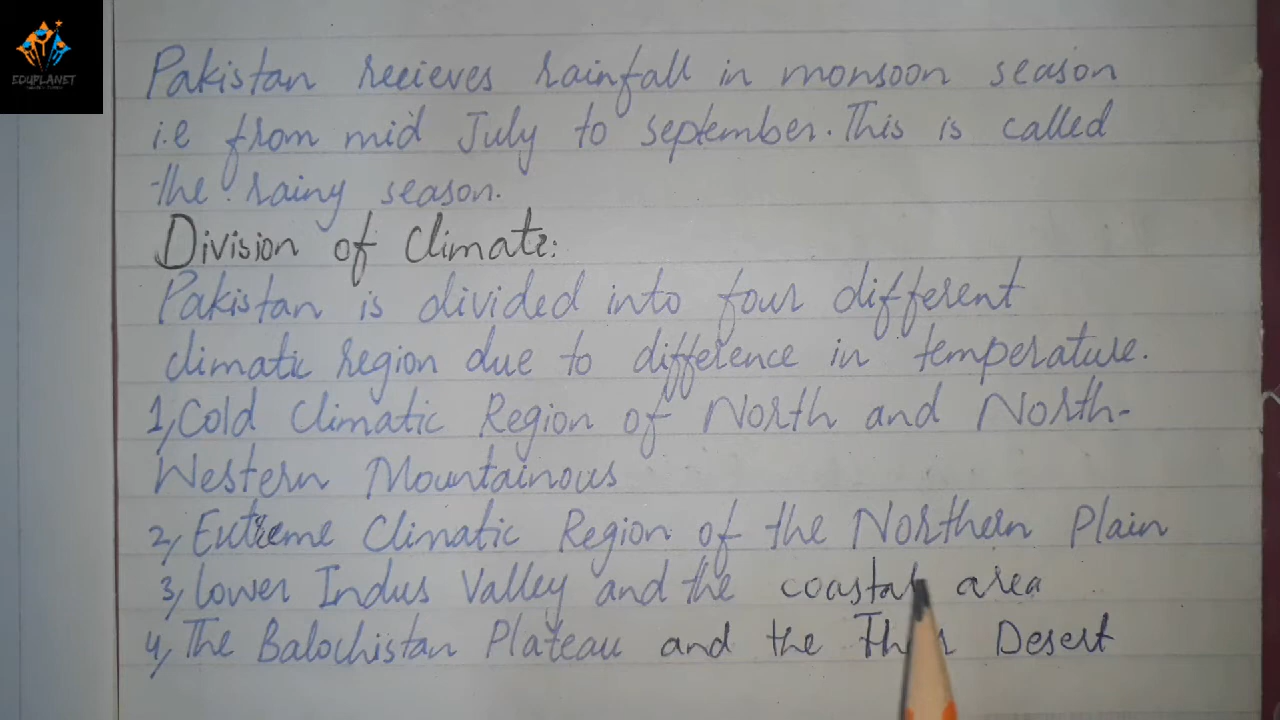 EDUPLANET
Pakistan recieves rainfall in monsoon season
i.e from mid July to september. This is called
the rainy season.
Division of Climate:
Pakistan is divided into four different
climatic region due to difference in temperature.
1, Cold Climatic Region of North and North-
Western Mountainous
2, Extreme Climatic Region of the Northern Plain
3, Lower Indus Valley and the coastal area
4, The Balochistan Plateau and the Thar Desert